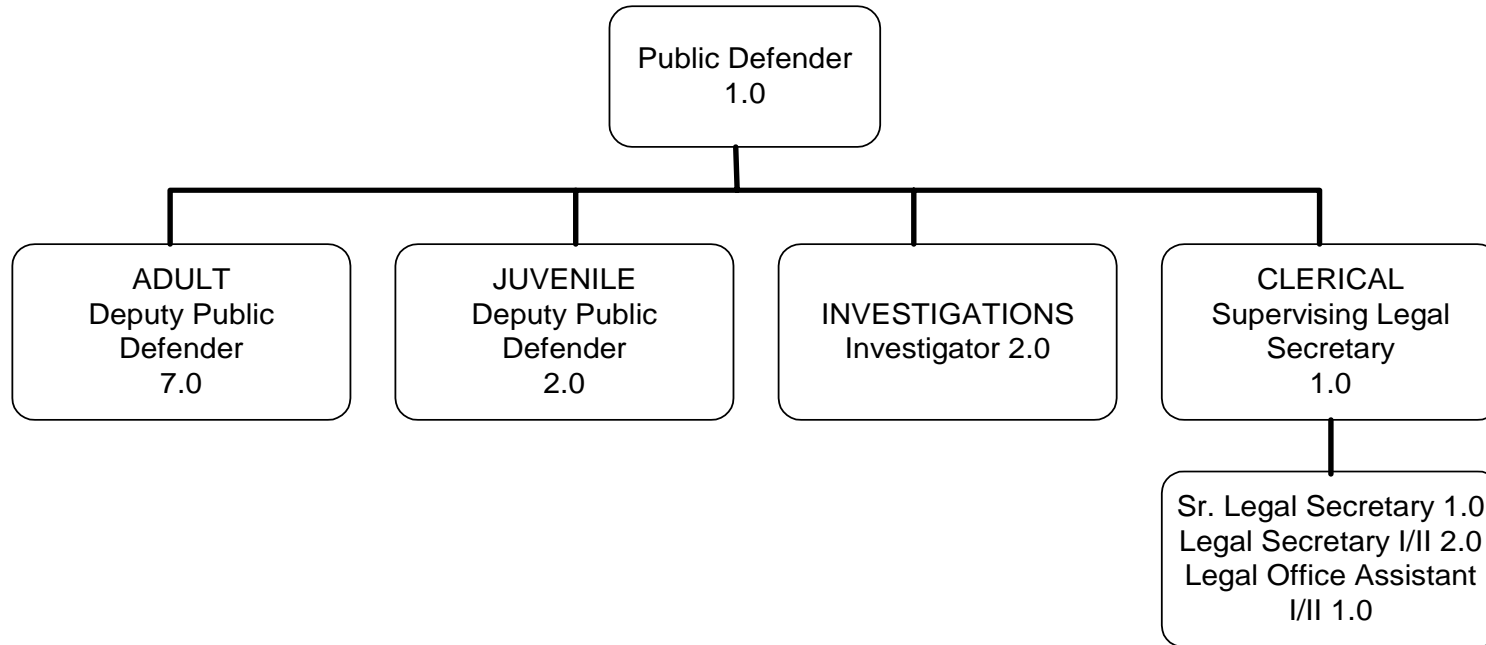 Public Defender
1.0
ADULT
Deputy Public
Defender
7.0
JUVENILE
Deputy Public
Defender
2.0
INVESTIGATIONS
Investigator 2.0
CLERICAL
Supervising Legal
Secretary
1.0
Sr. Legal Secretary 1.0
Legal Secretary I/II 2.0
Legal Office Assistant
I/II 1.0